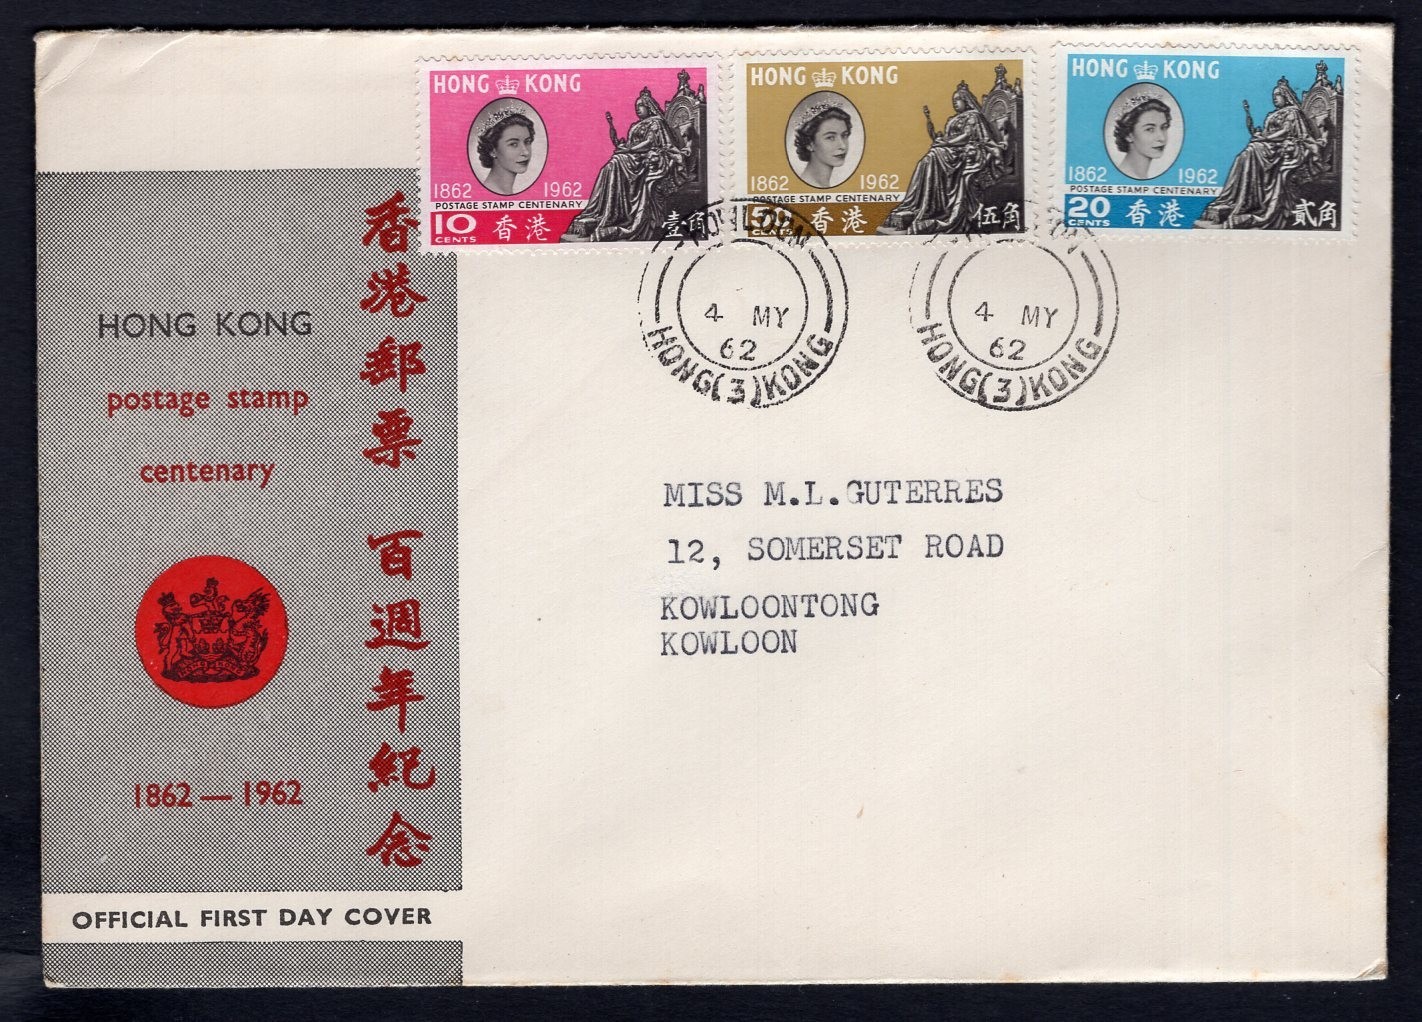 HONG KONG
1862 1962
POSTAGE STAMP CENTENARY
10 CENTS 香港 壹角
HONG KONG
1862 1962
POSTAGE STAMP CENTENARY
50 香港 伍角
HONG KONG
1862 1962
POSTAGE STAMP CENTENARY
20 CENTS 香港 貳角
KOWLOON
4 MY
62
HONG (3) KONG
4 MY
62
HONG (3) KONG
香港郵票 百週年紀念
HONG KONG
postage stamp
centenary
1862 — 1962
OFFICIAL FIRST DAY COVER
MISS M.L.GUTERRES
12, SOMERSET ROAD
KOWLOONTONG
KOWLOON